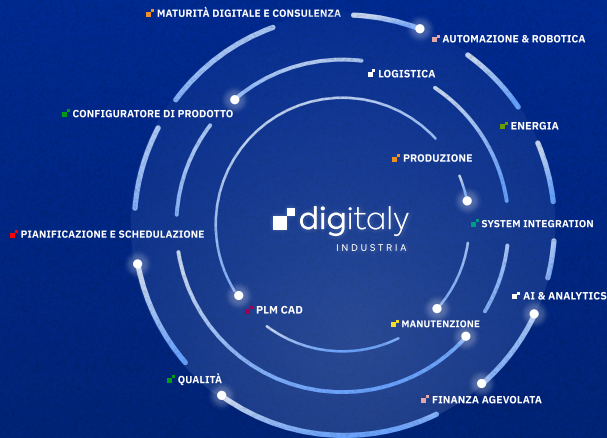 MATURITÀ DIGITALE E CONSULENZA
AUTOMAZIONE & ROBOTICA
LOGISTICA
CONFIGURATORE DI PRODOTTO
ENERGIA
PRODUZIONE
digitaly
INDUSTRIA
SYSTEM INTEGRATION
PIANIFICAZIONE E SCHEDULAZIONE
AI & ANALYTICS
PLM CAD
MANUTENZIONE
QUALITÀ
FINANZA AGEVOLATA